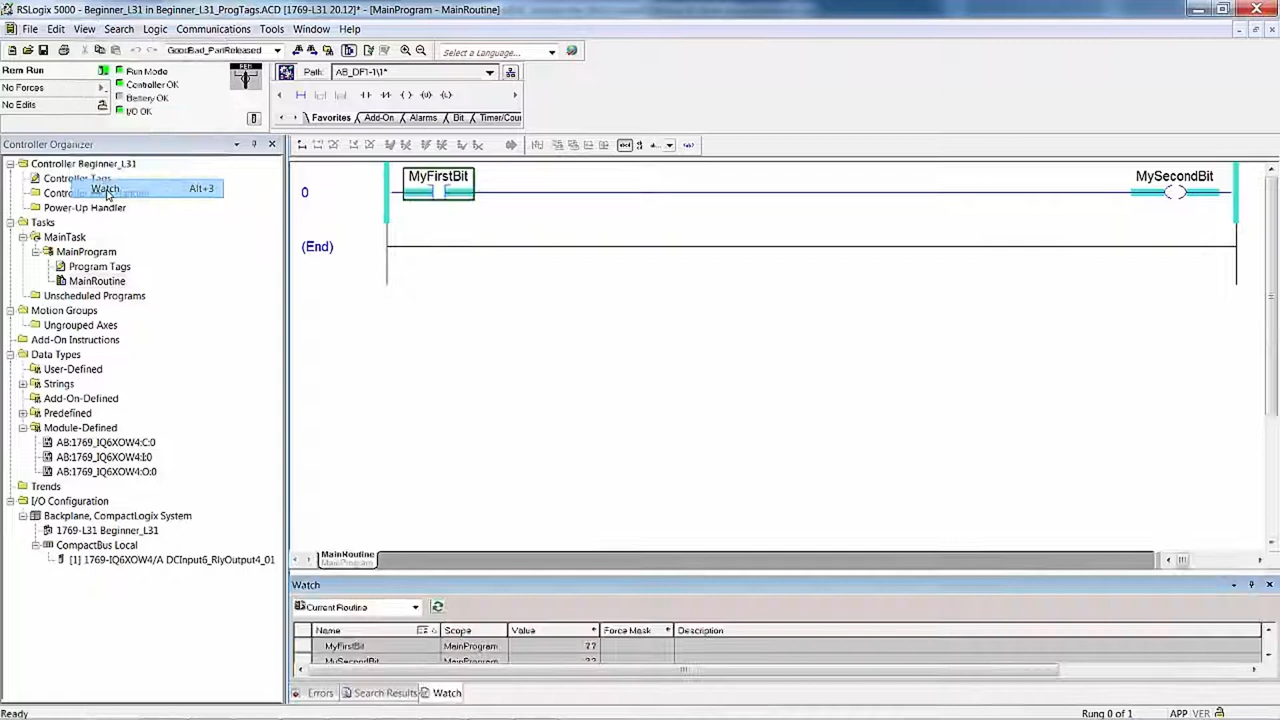 RSLogix 5000 - Beginner_L31 in Beginner_L31_ProgTags.ACD [1769-L31 20.12]* - [MainProgram - MainRoutine]
File Edit View Search Logic Communications Tools Window Help
GoodBad_PartReleased
Select a Language...
Rem Run
Run Mode
Path: AB_DF1-1\1*
No Forces
Controller OK
Battery OK
No Edits
I/O OK
Favorites Add-On Alarms Bit Timer/Cou
Controller Organizer
Controller Beginner_L31
Controller Tags
Watch Alt+3
Power-Up Handler
Tasks
MainTask
MainProgram
Program Tags
MainRoutine
Unscheduled Programs
Motion Groups
Ungrouped Axes
Add-On Instructions
Data Types
User-Defined
Strings
Add-On-Defined
Predefined
Module-Defined
AB:1769_IQ6XOW4:C:0
AB:1769_IQ6XOW4:I:0
AB:1769_IQ6XOW4:O:0
Trends
I/O Configuration
Backplane, CompactLogix System
1769-L31 Beginner_L31
CompactBus Local
[1] 1769-IQ6XOW4/A DCInput6_RlyOutput4_01
MyFirstBit MySecondBit
0
(End)
MainRoutine
MainProgram
Watch
Current Routine
Name Scope Value Force Mask Description
MyFirstBit MainProgram ??
MySecondBit MainProgram ??
Errors Search Results Watch
Ready
Rung 0 of 1 APP VER